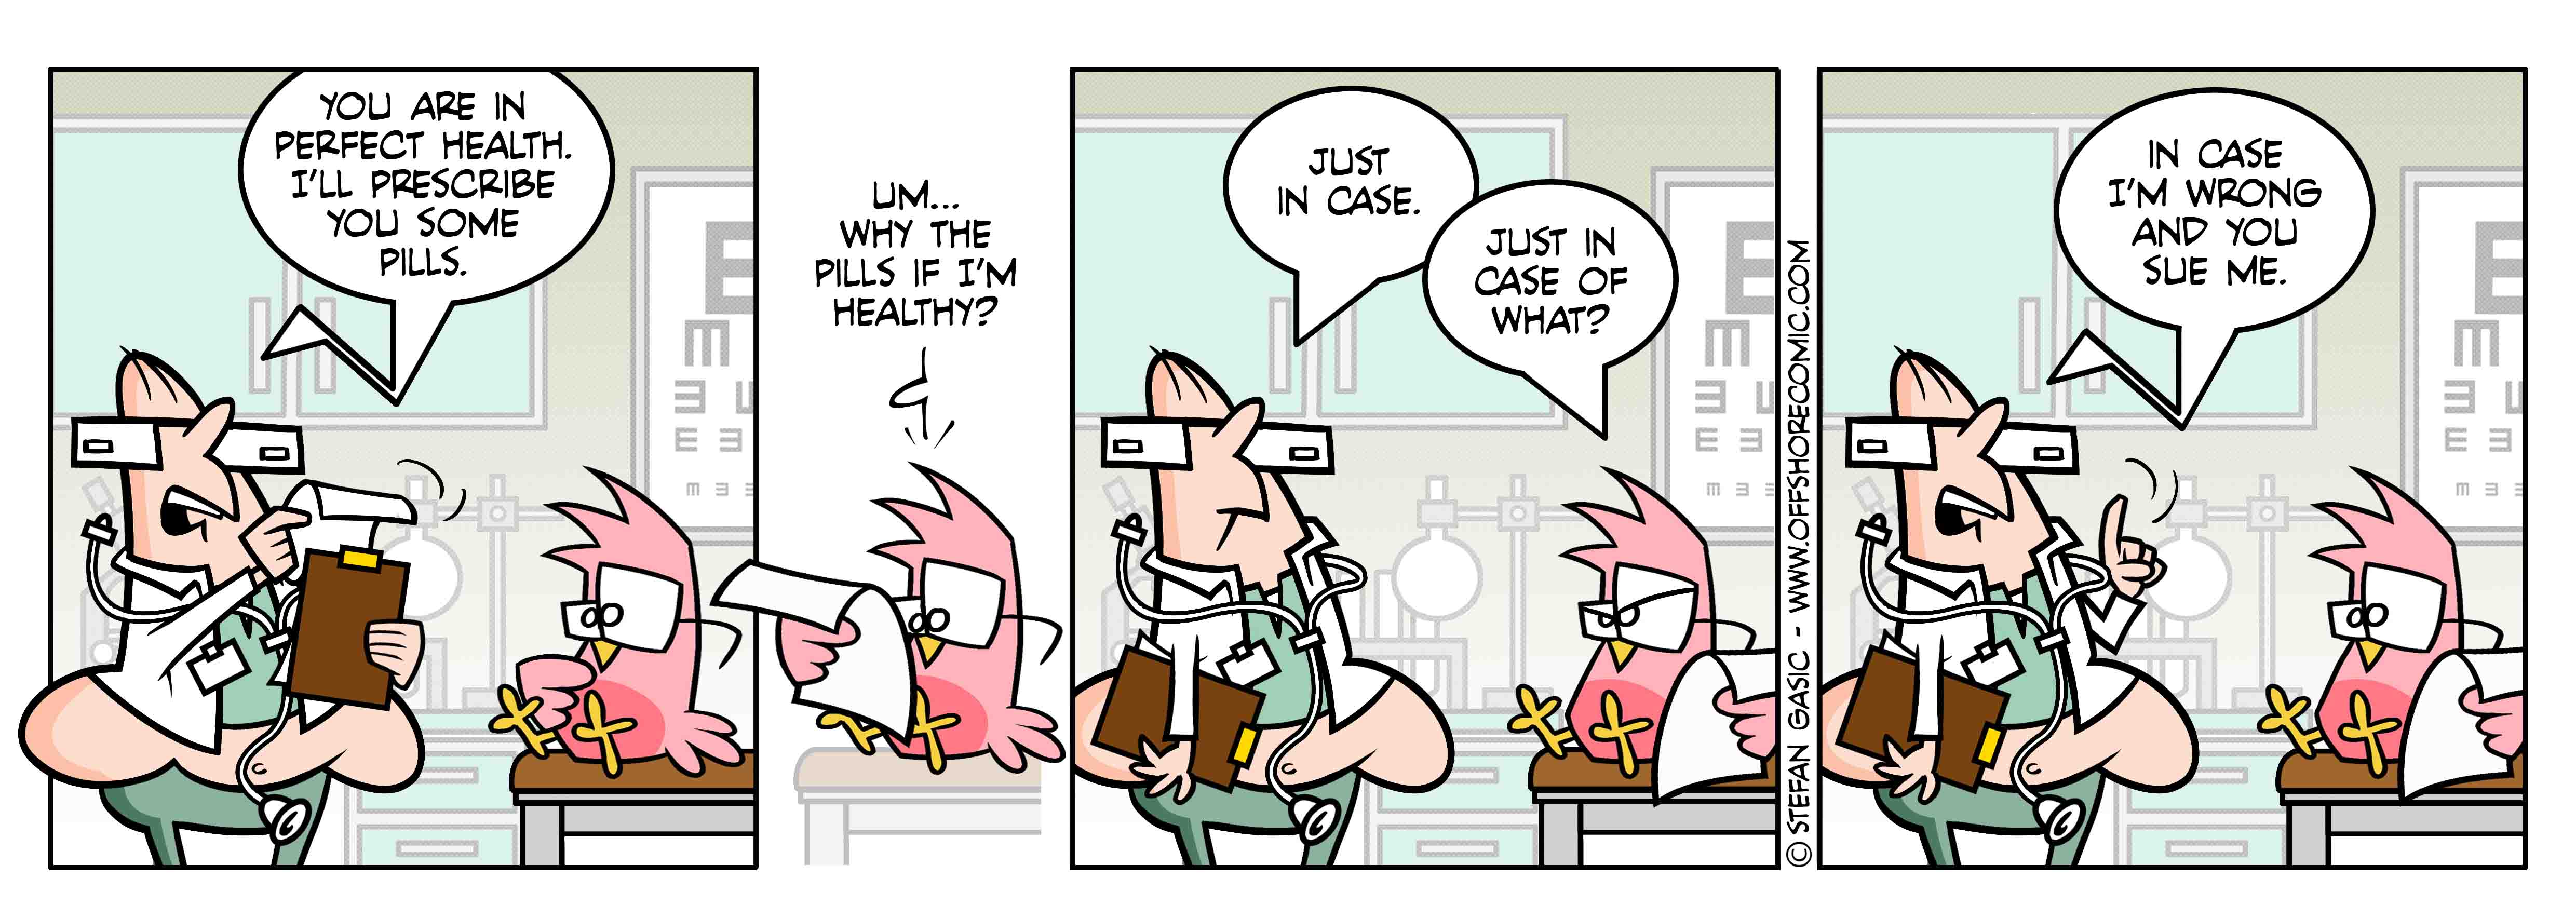 YOU ARE IN
PERFECT HEALTH.
I'LL PRESCRIBE
YOU SOME
PILLS.
UM...
WHY THE
PILLS IF I'M
HEALTHY?
JUST
IN CASE.
JUST IN
CASE OF
WHAT?
© STEFAN GASIC - WWW.OFFSHORECOMIC.COM
IN CASE
I'M WRONG
AND YOU
SUE ME.